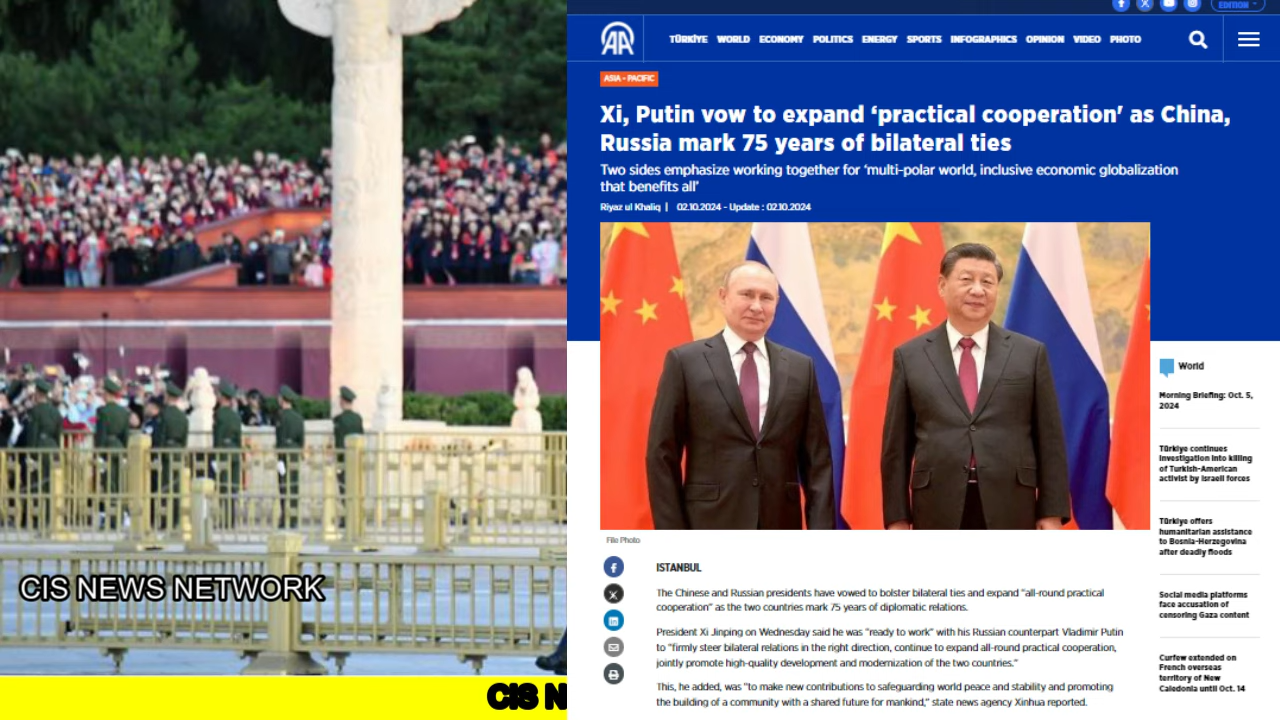 CIS NEWS NETWORK
CIS N
EDITION
AA
TÜRKİYE WORLD ECONOMY POLITICS ENERGY SPORTS INFOGRAPHICS OPINION VIDEO PHOTO
ASIA - PACIFIC
Xi, Putin vow to expand ‘practical cooperation' as China,
Russia mark 75 years of bilateral ties
Two sides emphasize working together for ‘multi-polar world, inclusive economic globalization
that benefits all’
Riyaz ul Khaliq | 02.10.2024 - Update : 02.10.2024
File Photo
ISTANBUL
The Chinese and Russian presidents have vowed to bolster bilateral ties and expand "all-round practical
cooperation" as the two countries mark 75 years of diplomatic relations.
President Xi Jinping on Wednesday said he was "ready to work" with his Russian counterpart Vladimir Putin
to "firmly steer bilateral relations in the right direction, continue to expand all-round practical cooperation,
jointly promote high-quality development and modernization of the two countries."
This, he added, was "to make new contributions to safeguarding world peace and stability and promoting
the building of a community with a shared future for mankind," state news agency Xinhua reported.
World
Morning Briefing: Oct. 5,
2024
Türkiye continues
investigation into killing
of Turkish-American
activist by Israeli forces
Türkiye offers
humanitarian assistance
to Bosnia-Herzegovina
after deadly floods
Social media platforms
face accusation of
censoring Gaza content
Curfew extended on
French overseas
territory of New
Caledonia until Oct. 14